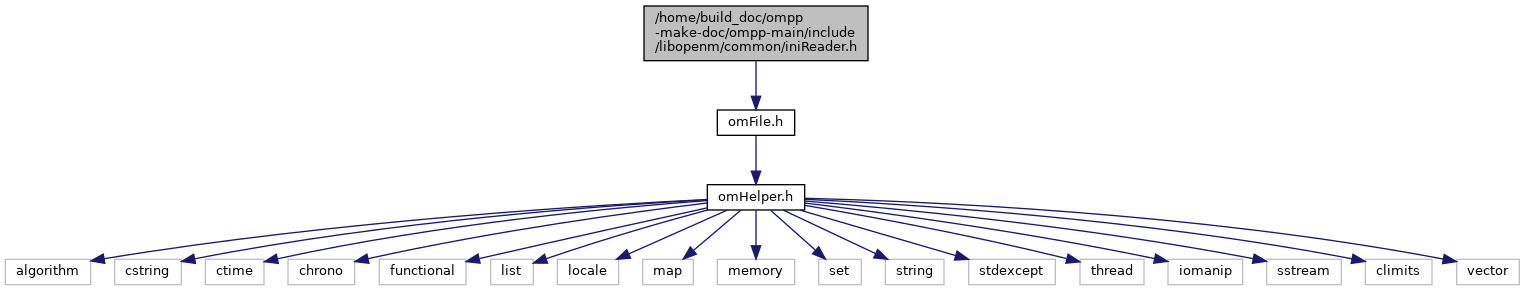 /home/build_doc/ompp
-make-doc/ompp-main/include
/libopenm/common/iniReader.h
omFile.h
omHelper.h
algorithm
cstring
ctime
chrono
functional
list
locale
map
memory
set
string
stdexcept
thread
iomanip
sstream
climits
vector